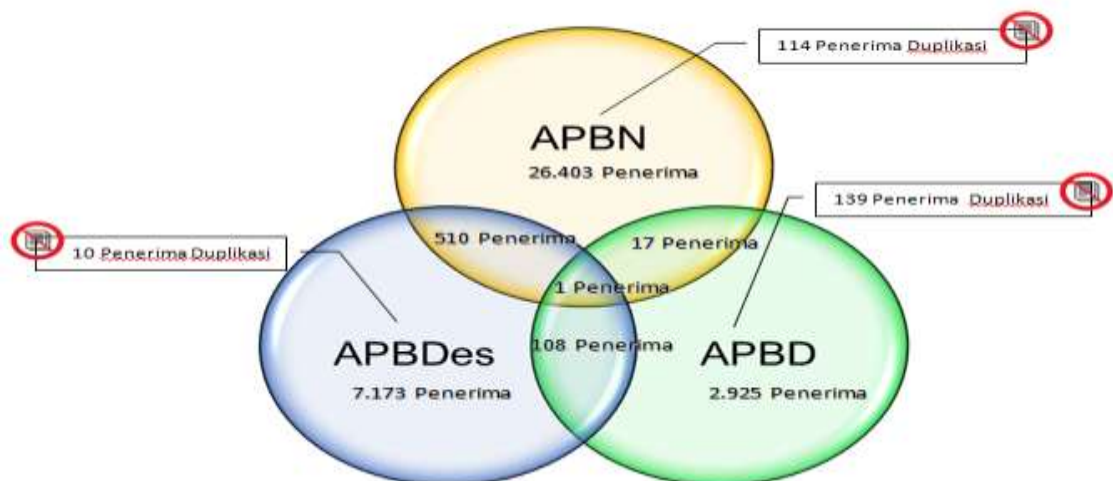 114 Penerima Duplikasi
APBN
26.403 Penerima
139 Penerima Duplikasi
510 Penerima
17 Penerima
10 Penerima Duplikasi
1 Penerima
108 Penerima
APBDes
APBD
7.173 Penerima
2.925 Penerima